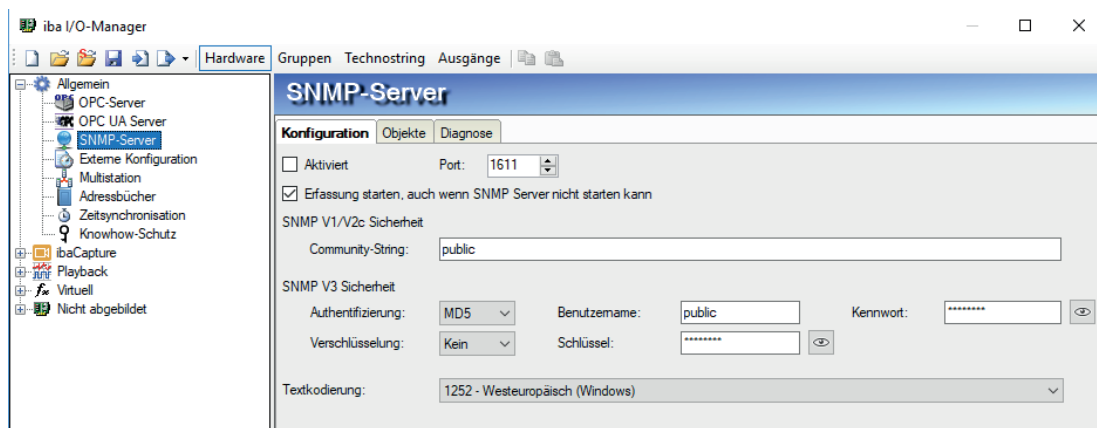 iba I/O-Manager
Hardware Gruppen Technostring Ausgänge
Allgemein
OPC-Server
OPC UA Server
SNMP-Server
Externe Konfiguration
Multistation
Adressbücher
Zeitsynchronisation
Knowhow-Schutz
ibaCapture
Playback
Virtuell
Nicht abgebildet
SNMP-Server
Konfiguration Objekte Diagnose
Aktiviert Port: 1611
Erfassung starten, auch wenn SNMP Server nicht starten kann
SNMP V1/V2c Sicherheit
Community-String: public
SNMP V3 Sicherheit
Authentifizierung: MD5 Benutzername: public Kennwort: ********
Verschlüsselung: Kein Schlüssel: ********
Textkodierung: 1252 - Westeuropäisch (Windows)